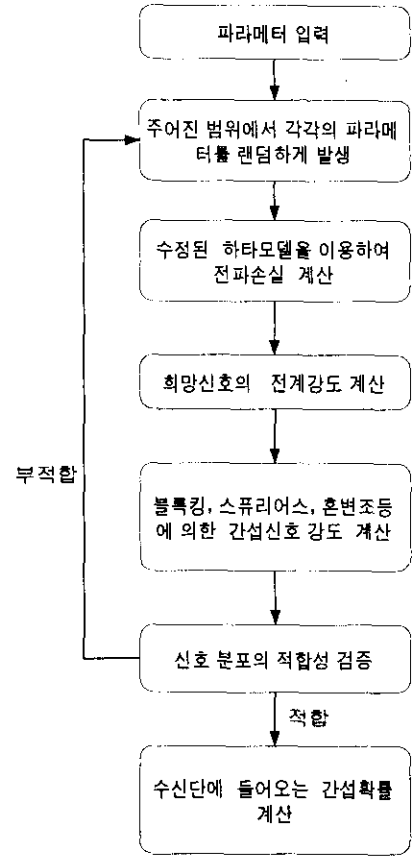 파라메터 입력
주어진 범위에서 각각의 파라메
터를 랜덤하게 발생
수정된 하타모델을 이용하여
전파손실 계산
희망신호의 전계강도 계산
부적합
블록킹, 스퓨리어스, 혼변조등
에 의한 간섭신호 강도 계산
신호 분포의 적합성 검증
적합
수신단에 들어오는 간섭확률
계산